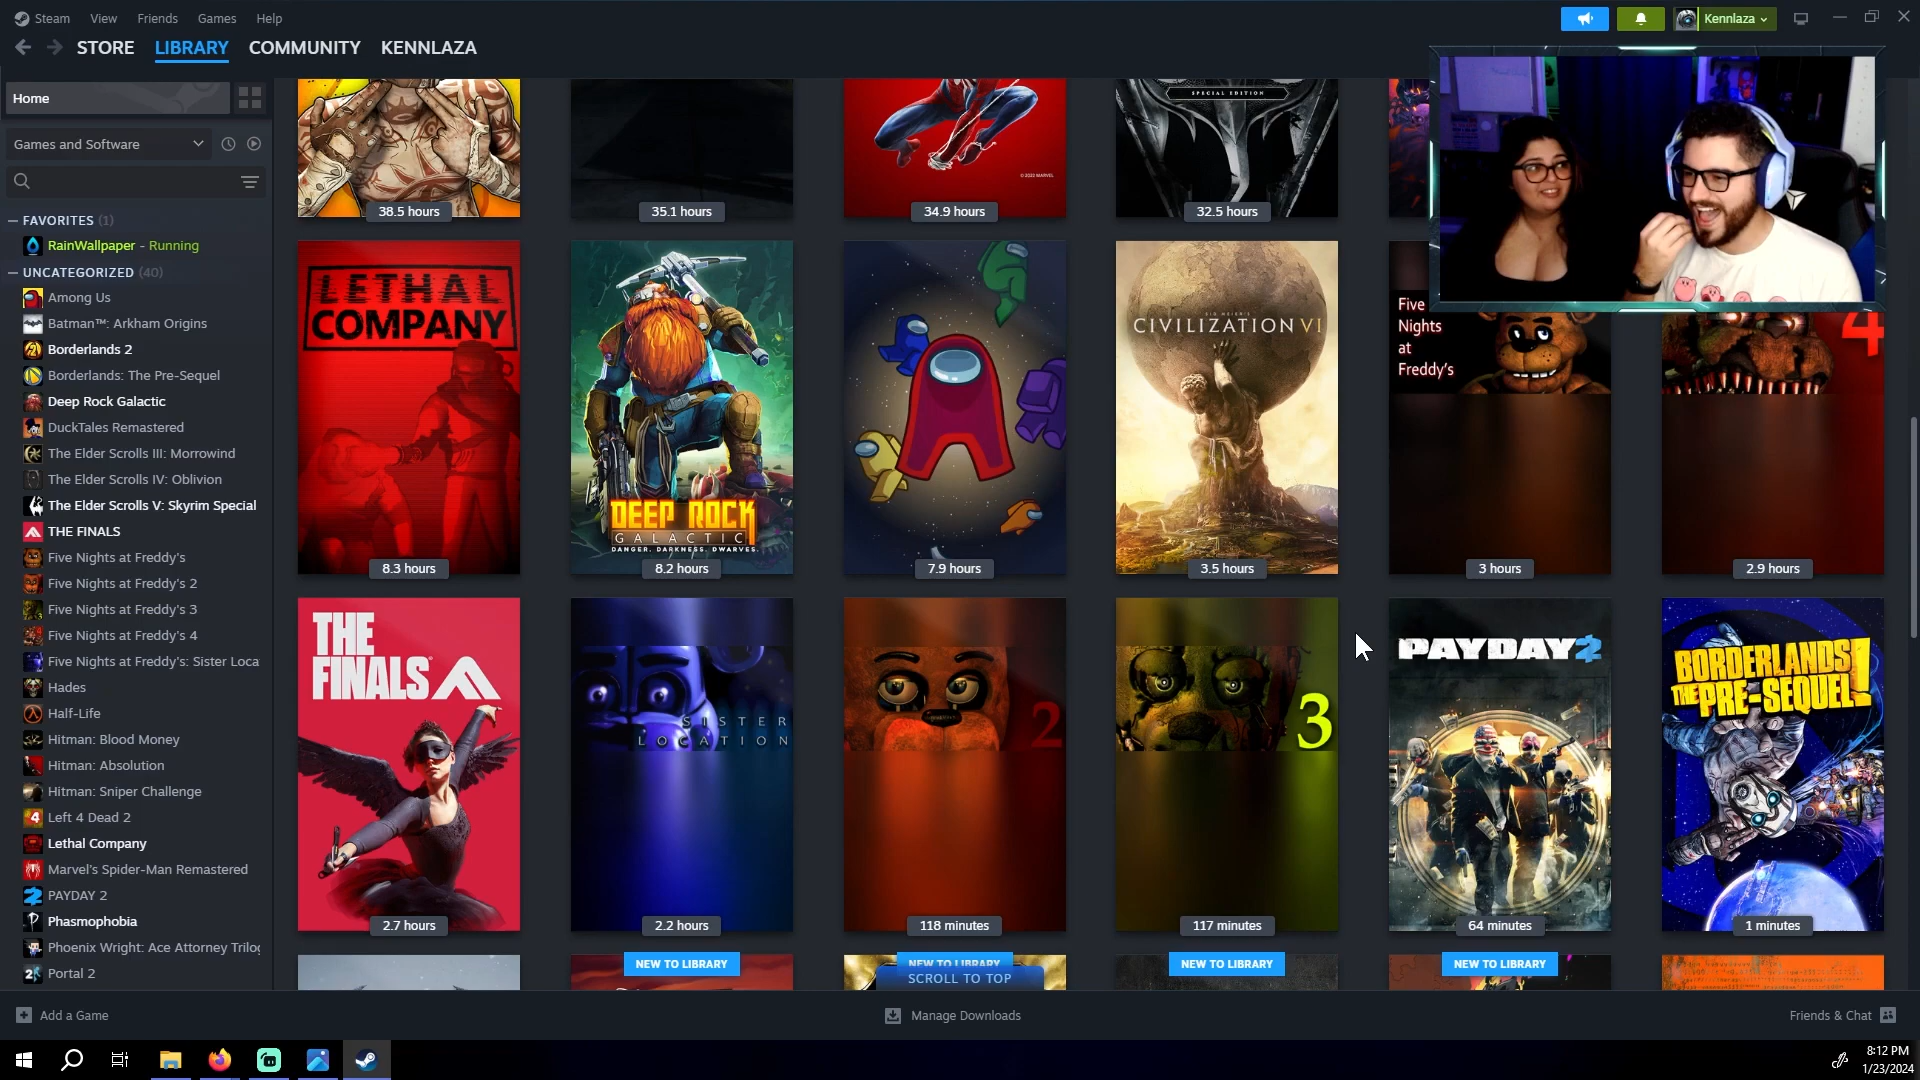 Steam
View
Friends
Games
Help
Kennlaza
STORE
LIBRARY
COMMUNITY
KENNLAZA
Home
Games and Software
FAVORITES (1)
RainWallpaper - Running
UNCATEGORIZED (40)
Among Us
Batman™: Arkham Origins
Borderlands 2
Borderlands: The Pre-Sequel
Deep Rock Galactic
DuckTales Remastered
The Elder Scrolls III: Morrowind
The Elder Scrolls IV: Oblivion
The Elder Scrolls V: Skyrim Special
THE FINALS
Five Nights at Freddy's
Five Nights at Freddy's 2
Five Nights at Freddy's 3
Five Nights at Freddy's 4
Five Nights at Freddy's: Sister Loca
Hades
Half-Life
Hitman: Blood Money
Hitman: Absolution
Hitman: Sniper Challenge
Left 4 Dead 2
Lethal Company
Marvel's Spider-Man Remastered
PAYDAY 2
Phasmophobia
Phoenix Wright: Ace Attorney Trilog
Portal 2
SPECIAL EDITION
38.5 hours
35.1 hours
34.9 hours
32.5 hours
LETHAL
COMPANY
8.3 hours
DEEP ROCK
GALACTIC
DANGER. DARKNESS. DWARVES.
8.2 hours
7.9 hours
SID MEIER'S
CIVILIZATION VI
3.5 hours
Five
Nights
at
Freddy's
3 hours
4
2.9 hours
THE
FINALS
2.7 hours
SISTER
LOCATION
2.2 hours
2
118 minutes
3
117 minutes
PAYDAY 2
64 minutes
BORDERLANDS
THE PRE-SEQUEL!
1 minutes
NEW TO LIBRARY
NEW TO LIBRARY
NEW TO LIBRARY
NEW TO LIBRARY
SCROLL TO TOP
Add a Game
Manage Downloads
Friends & Chat
8:12 PM
1/23/2024